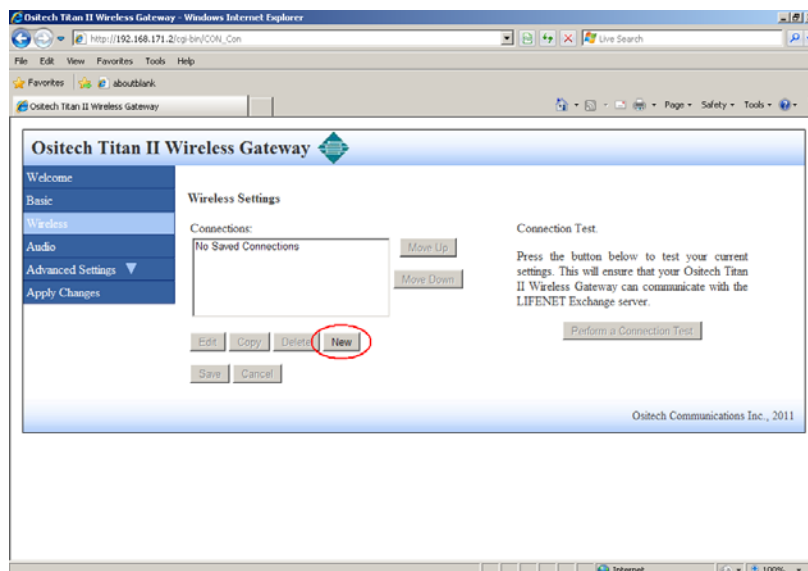 Ositech Titan II Wireless Gateway - Windows Internet Explorer
http://192.168.171.2/cgi-bin/CON_Con
Live Search
File Edit View Favorites Tools Help
Favorites aboutblank
Ositech Titan II Wireless Gateway
Page Safety Tools
Ositech Titan II Wireless Gateway
Welcome
Basic
Wireless
Audio
Advanced Settings
Apply Changes
Wireless Settings
Connections:
No Saved Connections
Move Up
Move Down
Edit Copy Delete New
Save Cancel
Connection Test.
Press the button below to test your current
settings. This will ensure that your Ositech Titan
II Wireless Gateway can communicate with the
LIFENET Exchange server.
Perform a Connection Test
Ositech Communications Inc., 2011
Internet
100%